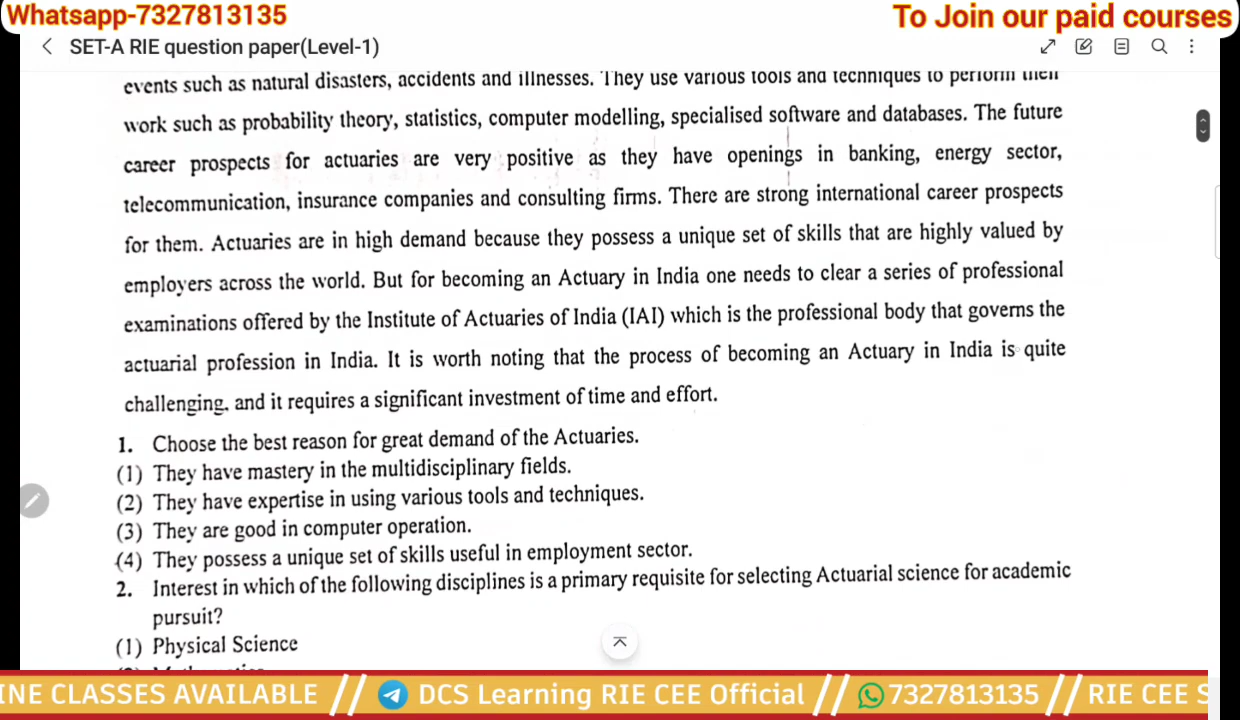 Whatsapp-7327813135
To Join our paid courses
SET-A RIE question paper(Level-1)
events such as natural disasters, accidents and illnesses. They use various tools and techniques to perform their
work such as probability theory, statistics, computer modelling, specialised software and databases. The future
career prospects for actuaries are very positive as they have openings in banking, energy sector,
telecommunication, insurance companies and consulting firms. There are strong international career prospects
for them. Actuaries are in high demand because they possess a unique set of skills that are highly valued by
employers across the world. But for becoming an Actuary in India one needs to clear a series of professional
examinations offered by the Institute of Actuaries of India (IAI) which is the professional body that governs the
actuarial profession in India. It is worth noting that the process of becoming an Actuary in India is quite
challenging, and it requires a significant investment of time and effort.
1. Choose the best reason for great demand of the Actuaries.
(1) They have mastery in the multidisciplinary fields.
(2) They have expertise in using various tools and techniques.
(3) They are good in computer operation.
(4) They possess a unique set of skills useful in employment sector.
2. Interest in which of the following disciplines is a primary requisite for selecting Actuarial science for academic
pursuit?
(1) Physical Science
INE CLASSES AVAILABLE // DCS Learning RIE CEE Official // 7327813135 // RIE CEE S